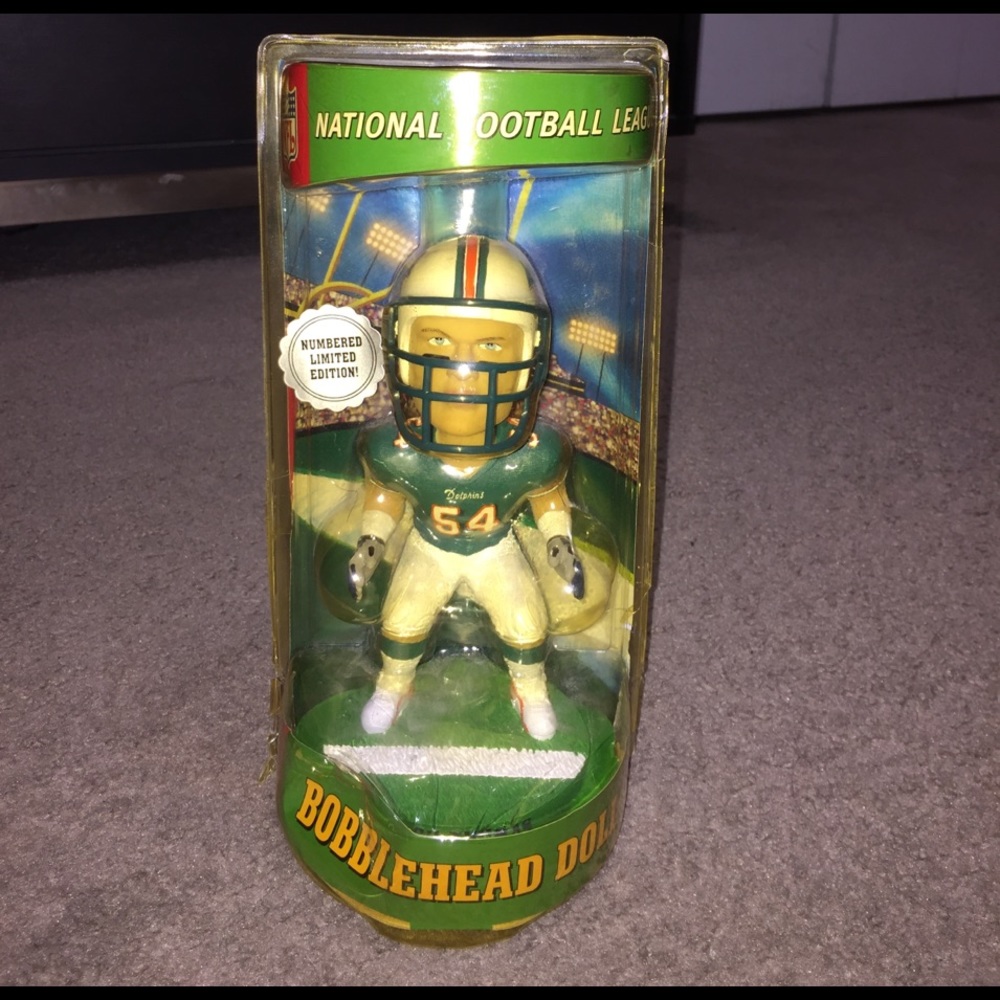 NATIONAL OOTBALL LEAG
NUMBERED
LIMITED
EDITION!
Dolphins
54
BOBBLEHEAD DOL